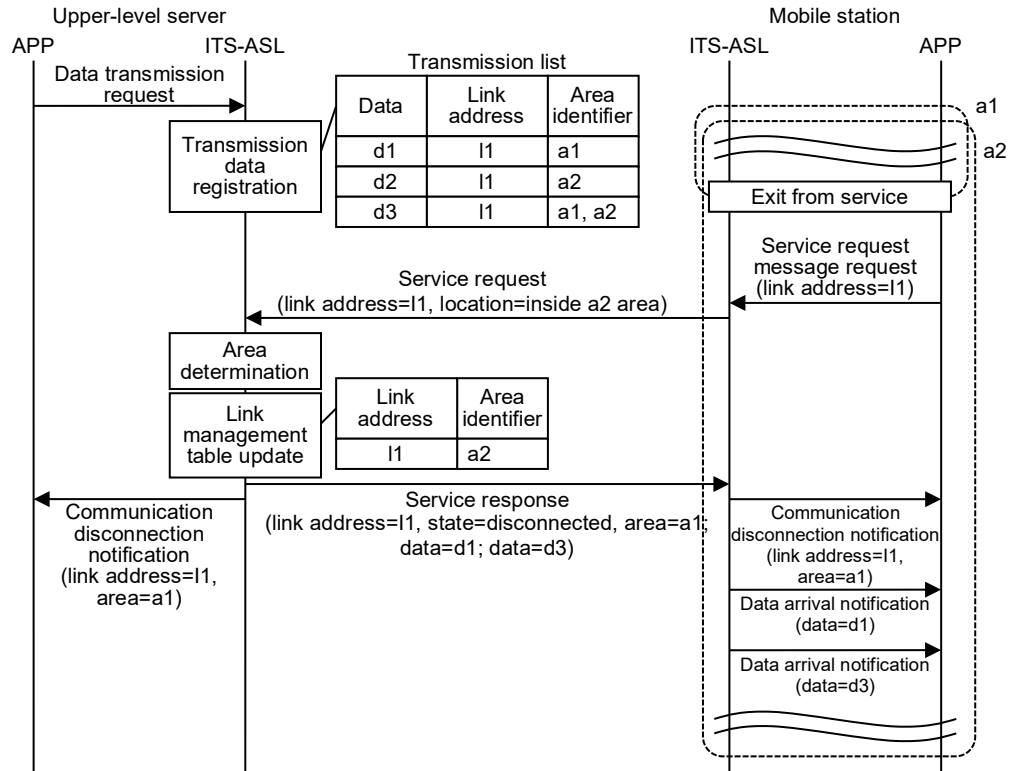 Upper-level server
Mobile station
APP
ITS-ASL
ITS-ASL
APP
Data transmission
request
Transmission list
Data
Link
address
Area
identifier
d1
l1
a1
d2
l1
a2
d3
l1
a1, a2
Transmission
data
registration
a1
a2
Exit from service
Service request
message request
(link address=l1)
Service request
(link address=l1, location=inside a2 area)
Area
determination
Link
management
table update
Link
address
Area
identifier
l1
a2
Service response
(link address=l1, state=disconnected, area=a1;
data=d1; data=d3)
Communication
disconnection
notification
(link address=l1,
area=a1)
Communication
disconnection notification
(link address=l1,
area=a1)
Data arrival notification
(data=d1)
Data arrival notification
(data=d3)